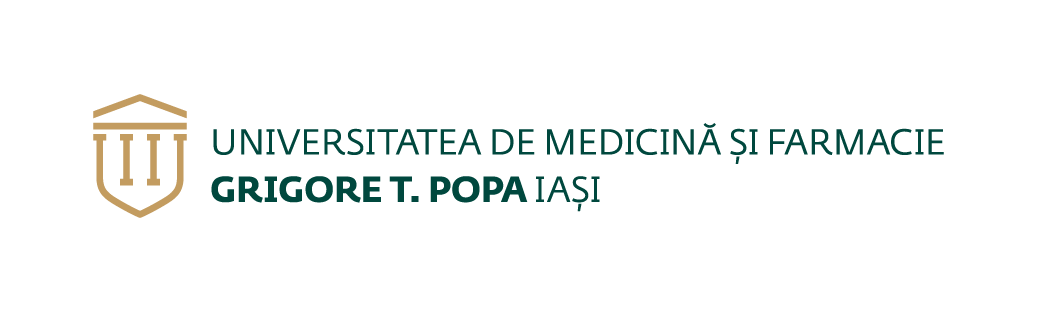 UNIVERSITATEA DE MEDICINĂ ȘI FARMACIE
GRIGORE T. POPA IAȘI